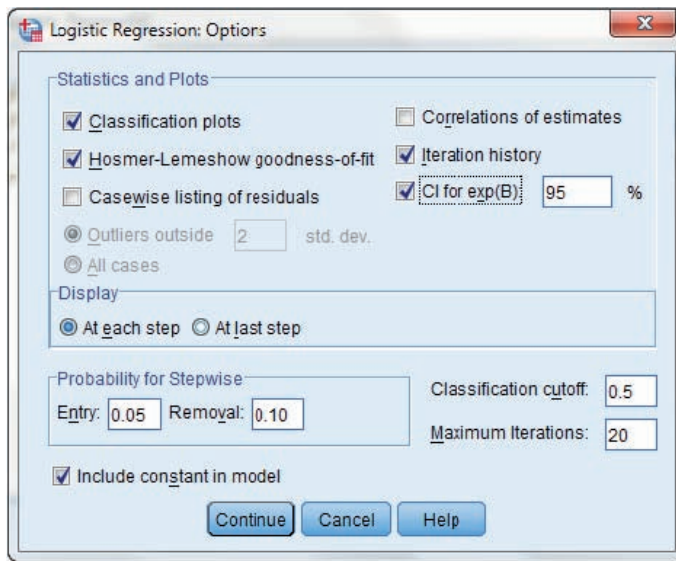 Logistic Regression: Options
Statistics and Plots
Classification plots
Correlations of estimates
Hosmer-Lemeshow goodness-of-fit
Iteration history
Casewise listing of residuals
CI for exp(B): 95 %
Outliers outside 2 std. dev.
All cases
Display
At each step At last step
Probability for Stepwise
Entry: 0.05 Removal: 0.10
Classification cutoff: 0.5
Maximum Iterations: 20
Include constant in model
Continue Cancel Help